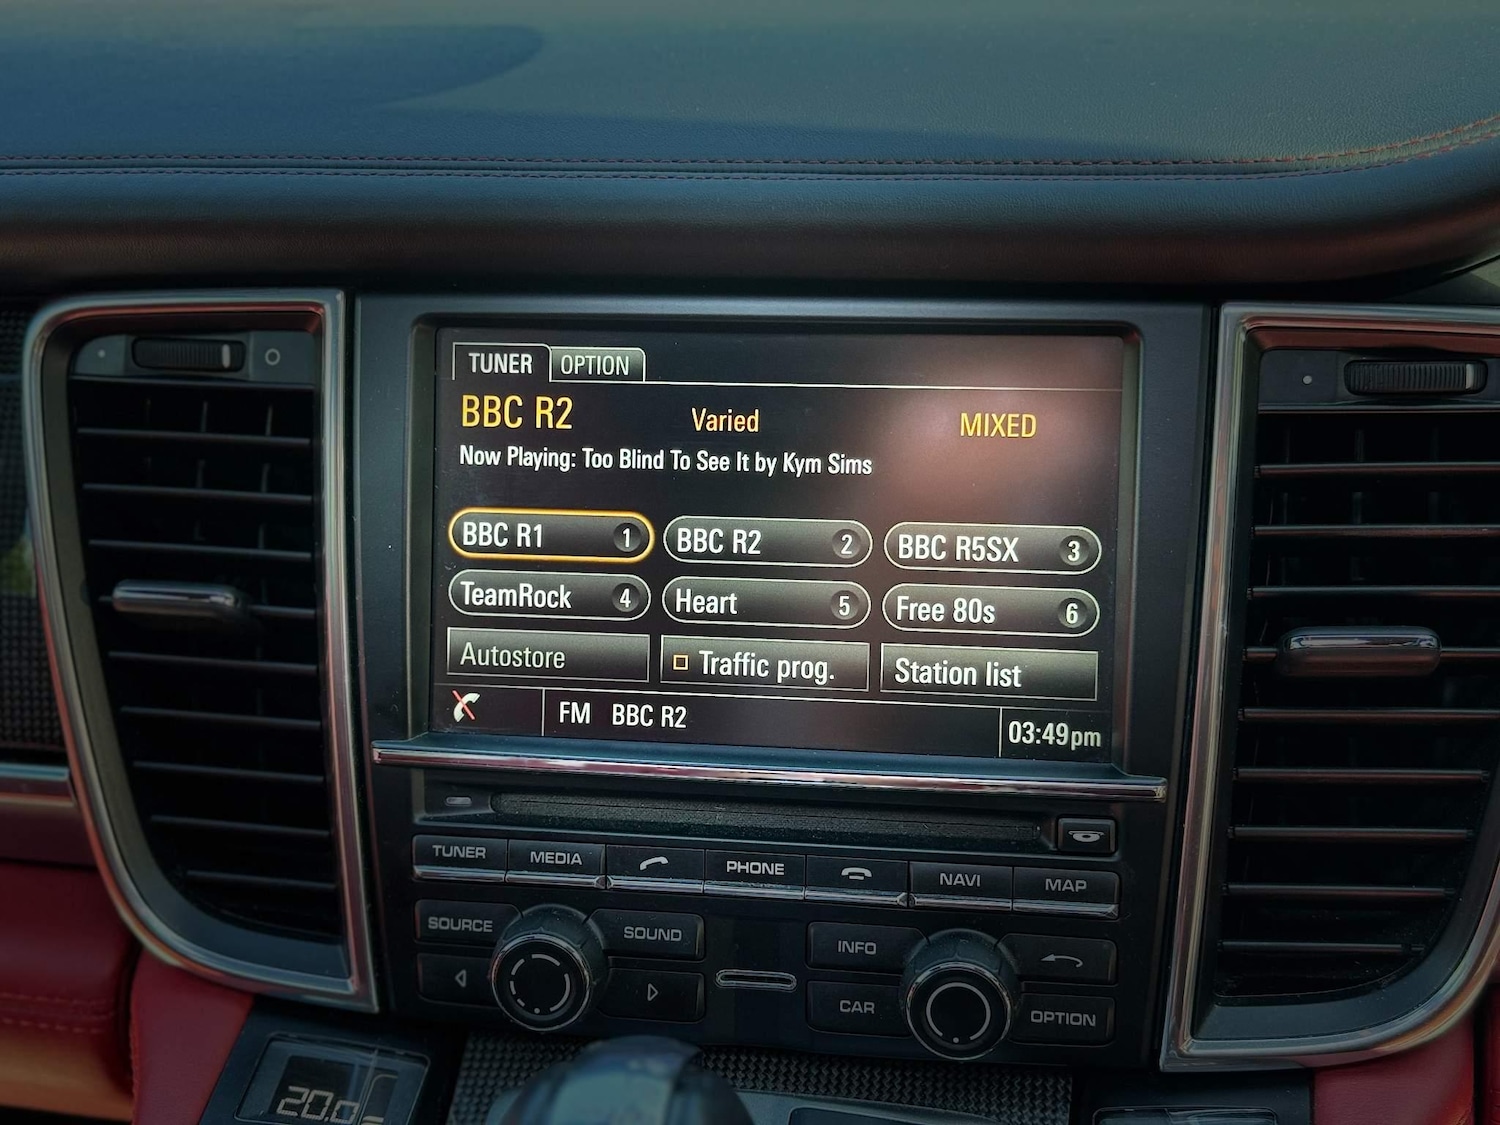 TUNER OPTION
BBC R2 Varied MIXED
Now Playing: Too Blind To See It by Kym Sims
BBC R1 1 BBC R2 2 BBC R5SX 3
TeamRock 4 Heart 5 Free 80s 6
Autostore Traffic prog. Station list
FM BBC R2 03:49pm
TUNER MEDIA PHONE NAVI MAP
SOURCE SOUND INFO
CAR OPTION
20.0